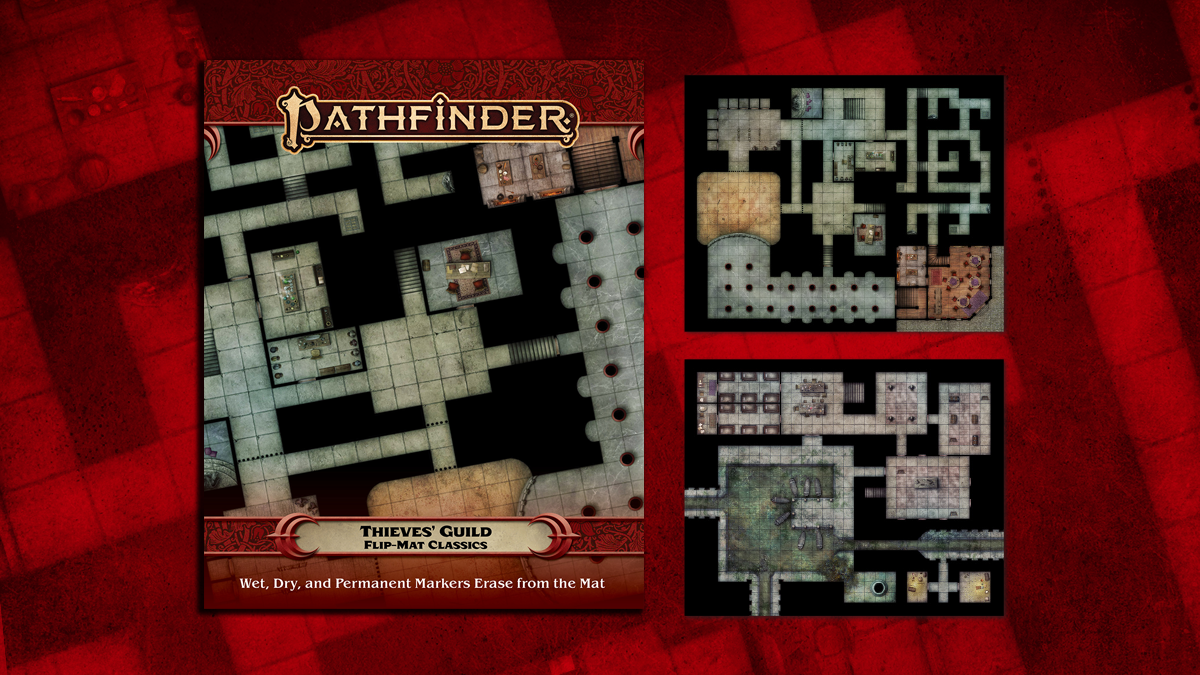 PATHFINDER®
THIEVES' GUILD
FLIP-MAT CLASSICS
Wet, Dry, and Permanent Markers Erase from the Mat